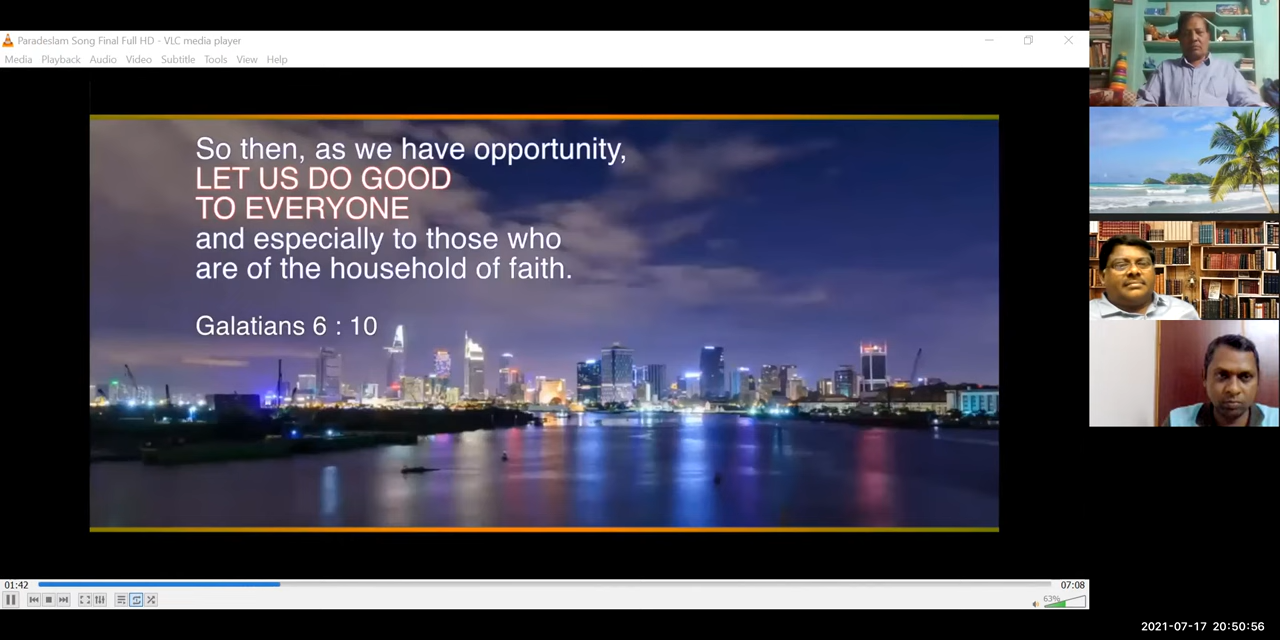 Paradeslam Song Final Full HD - VLC media player
Media Playback Audio Video Subtitle Tools View Help
So then, as we have opportunity,
LET US DO GOOD
TO EVERYONE
and especially to those who
are of the household of faith.
Galatians 6 : 10
01:42
07:08
63%
2021-07-17 20:50:56